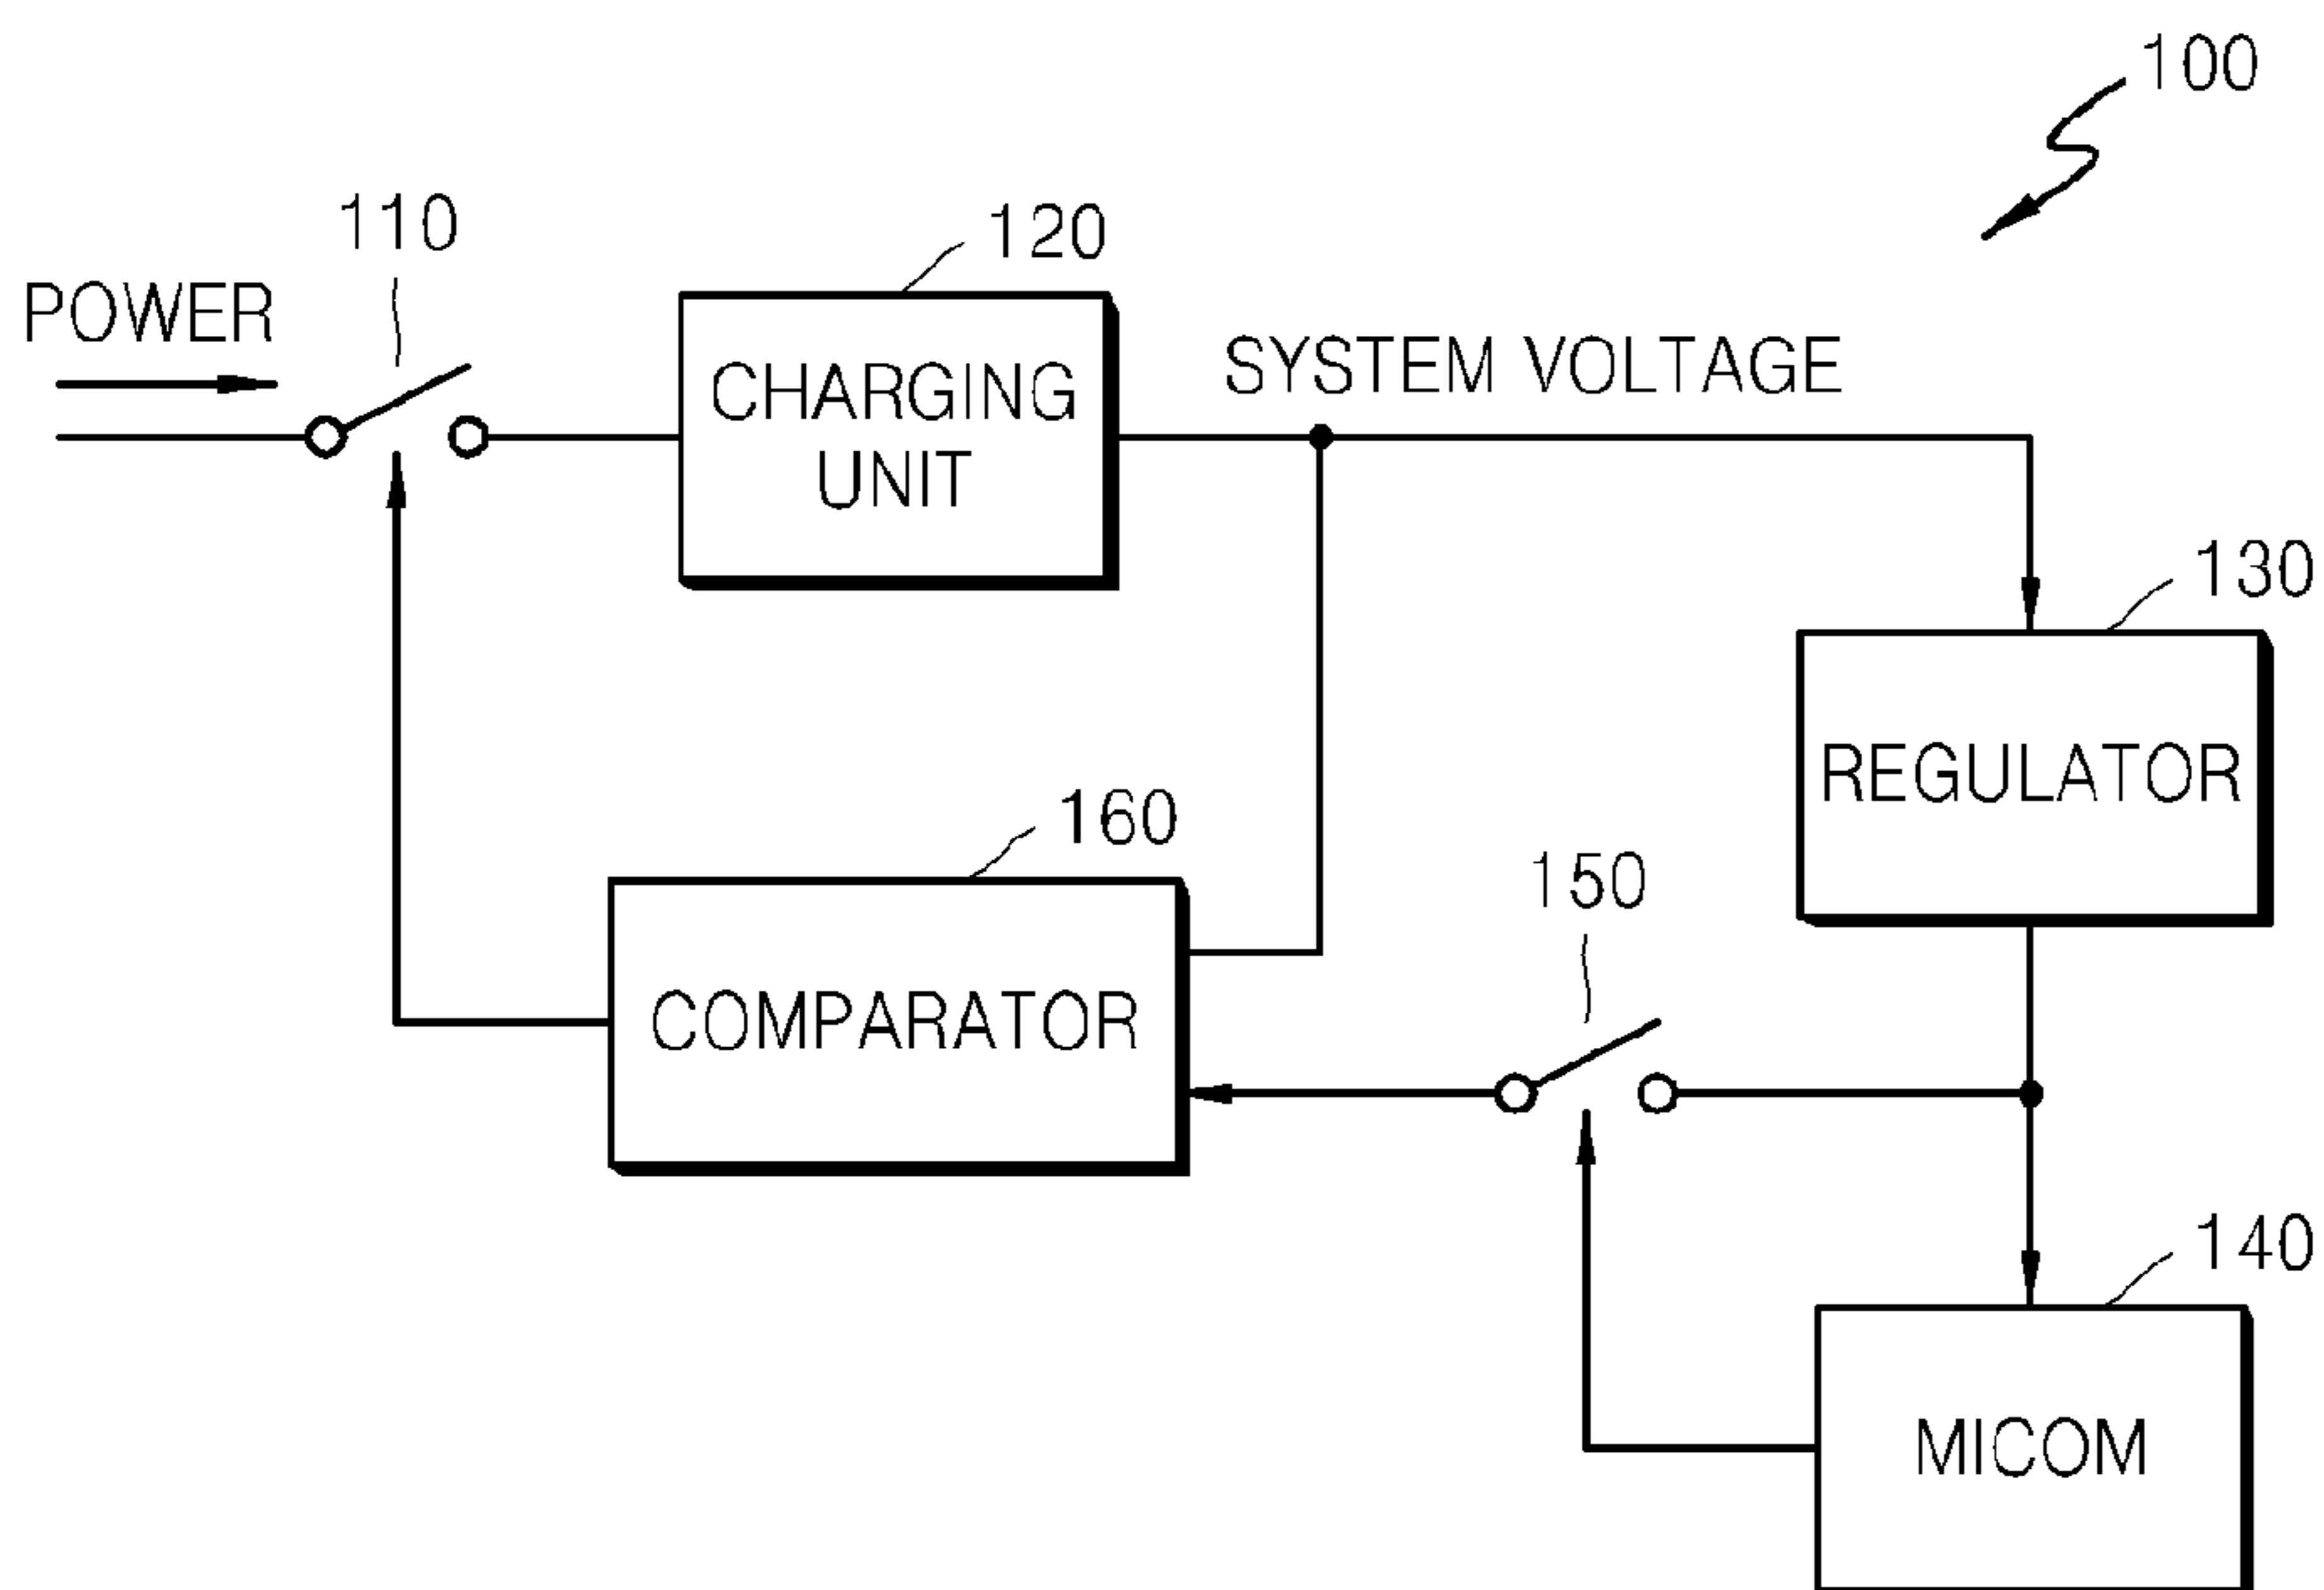 100
110
120
POWER
CHARGING
UNIT
SYSTEM VOLTAGE
130
REGULATOR
160
150
COMPARATOR
140
MICOM